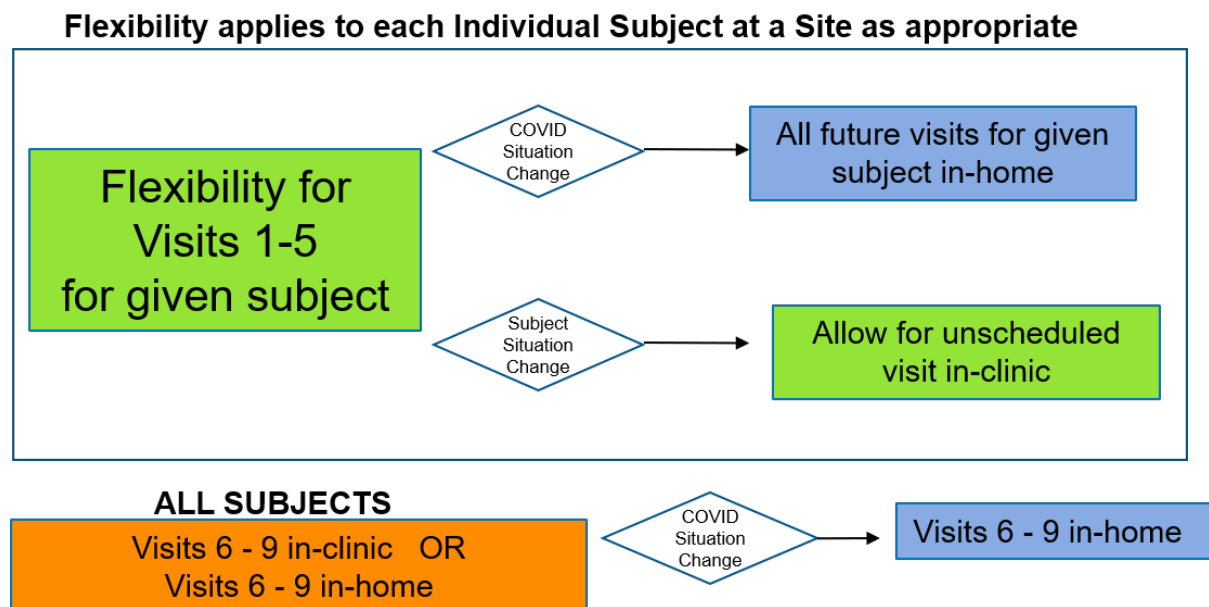 Flexibility applies to each Individual Subject at a Site as appropriate
Flexibility for
Visits 1-5
for given subject
COVID
Situation
Change
All future visits for given
subject in-home
Subject
Situation
Change
Allow for unscheduled
visit in-clinic
ALL SUBJECTS
Visits 6 - 9 in-clinic OR
Visits 6 - 9 in-home
COVID
Situation
Change
Visits 6 - 9 in-home